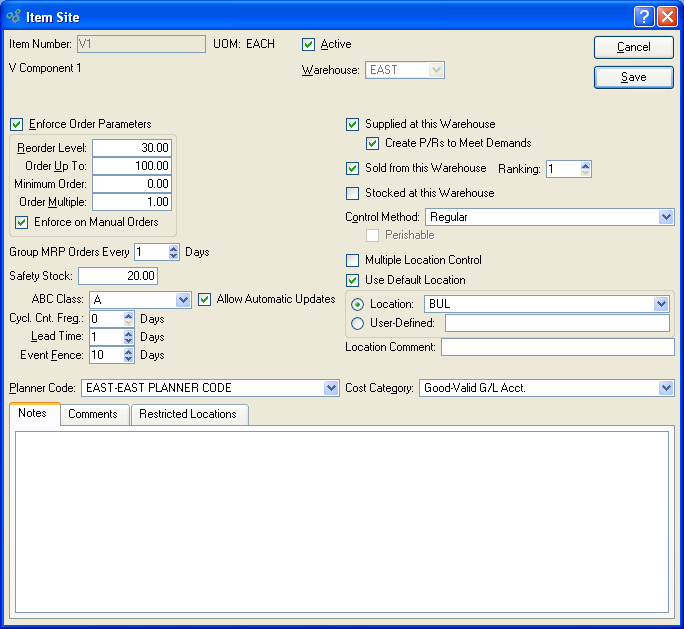 Item Site
Item Number: V1 UOM: EACH Active
Cancel
V Component 1 Warehouse: EAST
Save
Enforce Order Parameters
Reorder Level: 30.00
Order Up To: 100.00
Minimum Order: 0.00
Order Multiple: 1.00
Enforce on Manual Orders
Group MRP Orders Every 1 Days
Safety Stock: 20.00
ABC Class: A Allow Automatic Updates
Cycl. Cnt. Freq.: 0 Days
Lead Time: 1 Days
Event Fence: 10 Days
Supplied at this Warehouse
Create P/Rs to Meet Demands
Sold from this Warehouse Ranking: 1
Stocked at this Warehouse
Control Method: Regular
Perishable
Multiple Location Control
Use Default Location
Location: BUL
User-Defined:
Location Comment:
Planner Code: EAST-EAST PLANNER CODE Cost Category: Good-Valid G/L Acct.
Notes Comments Restricted Locations